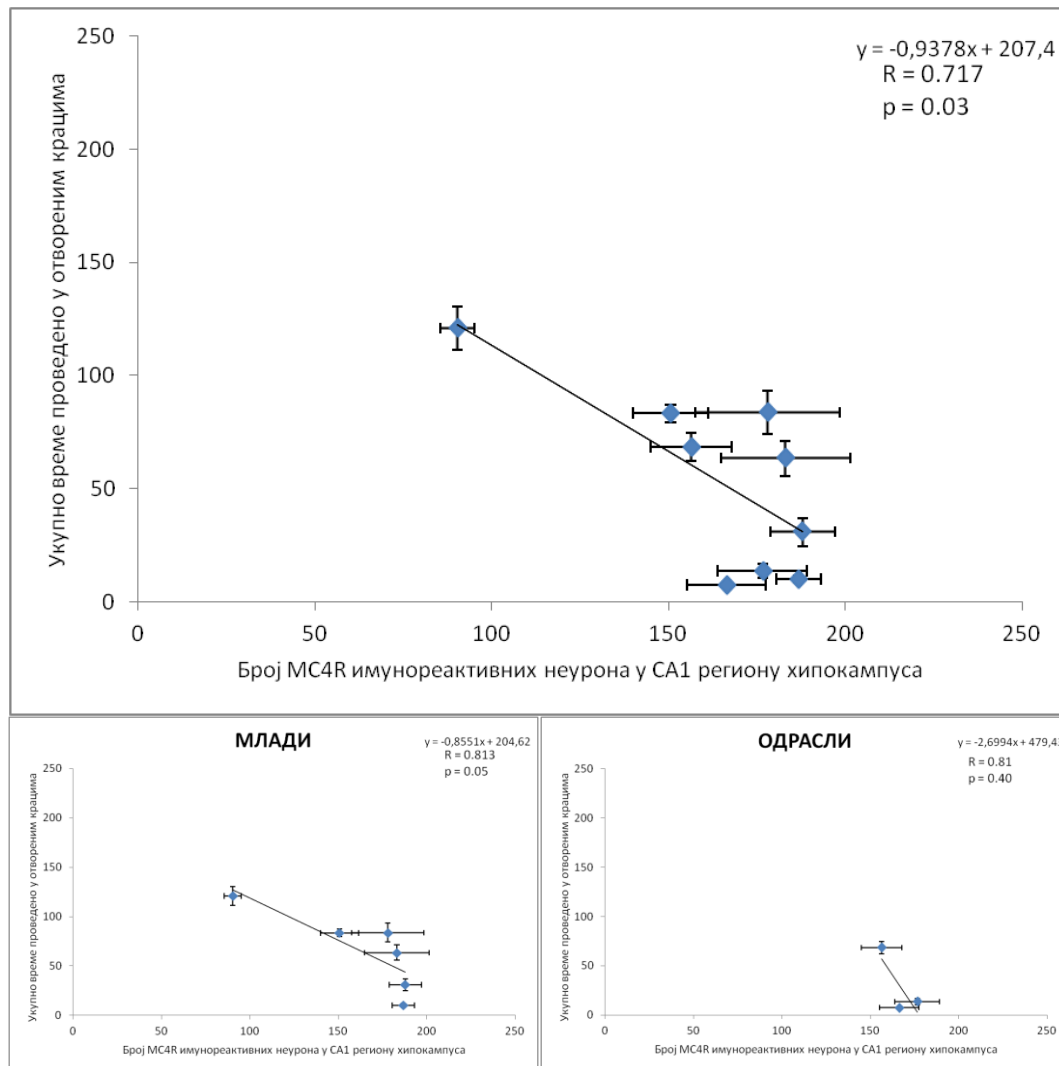 y = -0,9378x + 207,4
R = 0.717
p = 0.03
Укупно време проведено у отвореним крацима
250
200
150
100
50
0
0 50 100 150 200 250
Број MC4R имунореактивних неурона у CA1 региону хипокампуса
МЛАДИ
y = -0,8551x + 204,62
R = 0.813
p = 0.05
Укупно време проведено у отвореним крацима
250
200
150
100
50
0
0 50 100 150 200 250
Број MC4R имунореактивних неурона у CA1 региону хипокампуса
ОДРАСЛИ
y = -2,6994x + 479,43
R = 0.81
p = 0.40
Укупно време проведено у отвореним крацима
250
200
150
100
50
0
0 50 100 150 200 250
Број MC4R имунореактивних неурона у CA1 региону хипокампуса